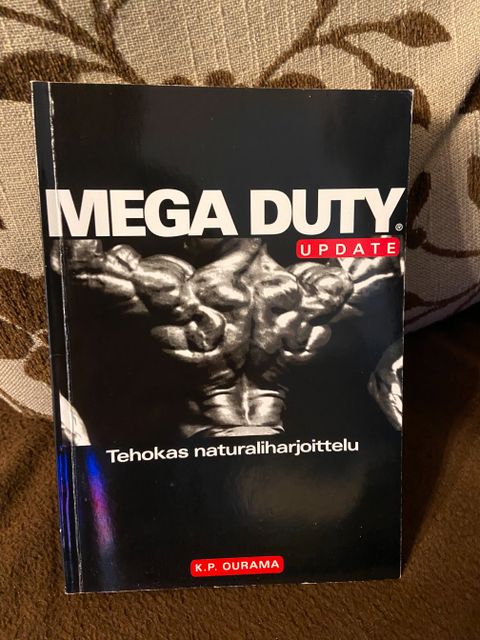 MEGA DUTY®
UPDATE
Tehokas naturaliharjoittelu
K.P. OURAMA